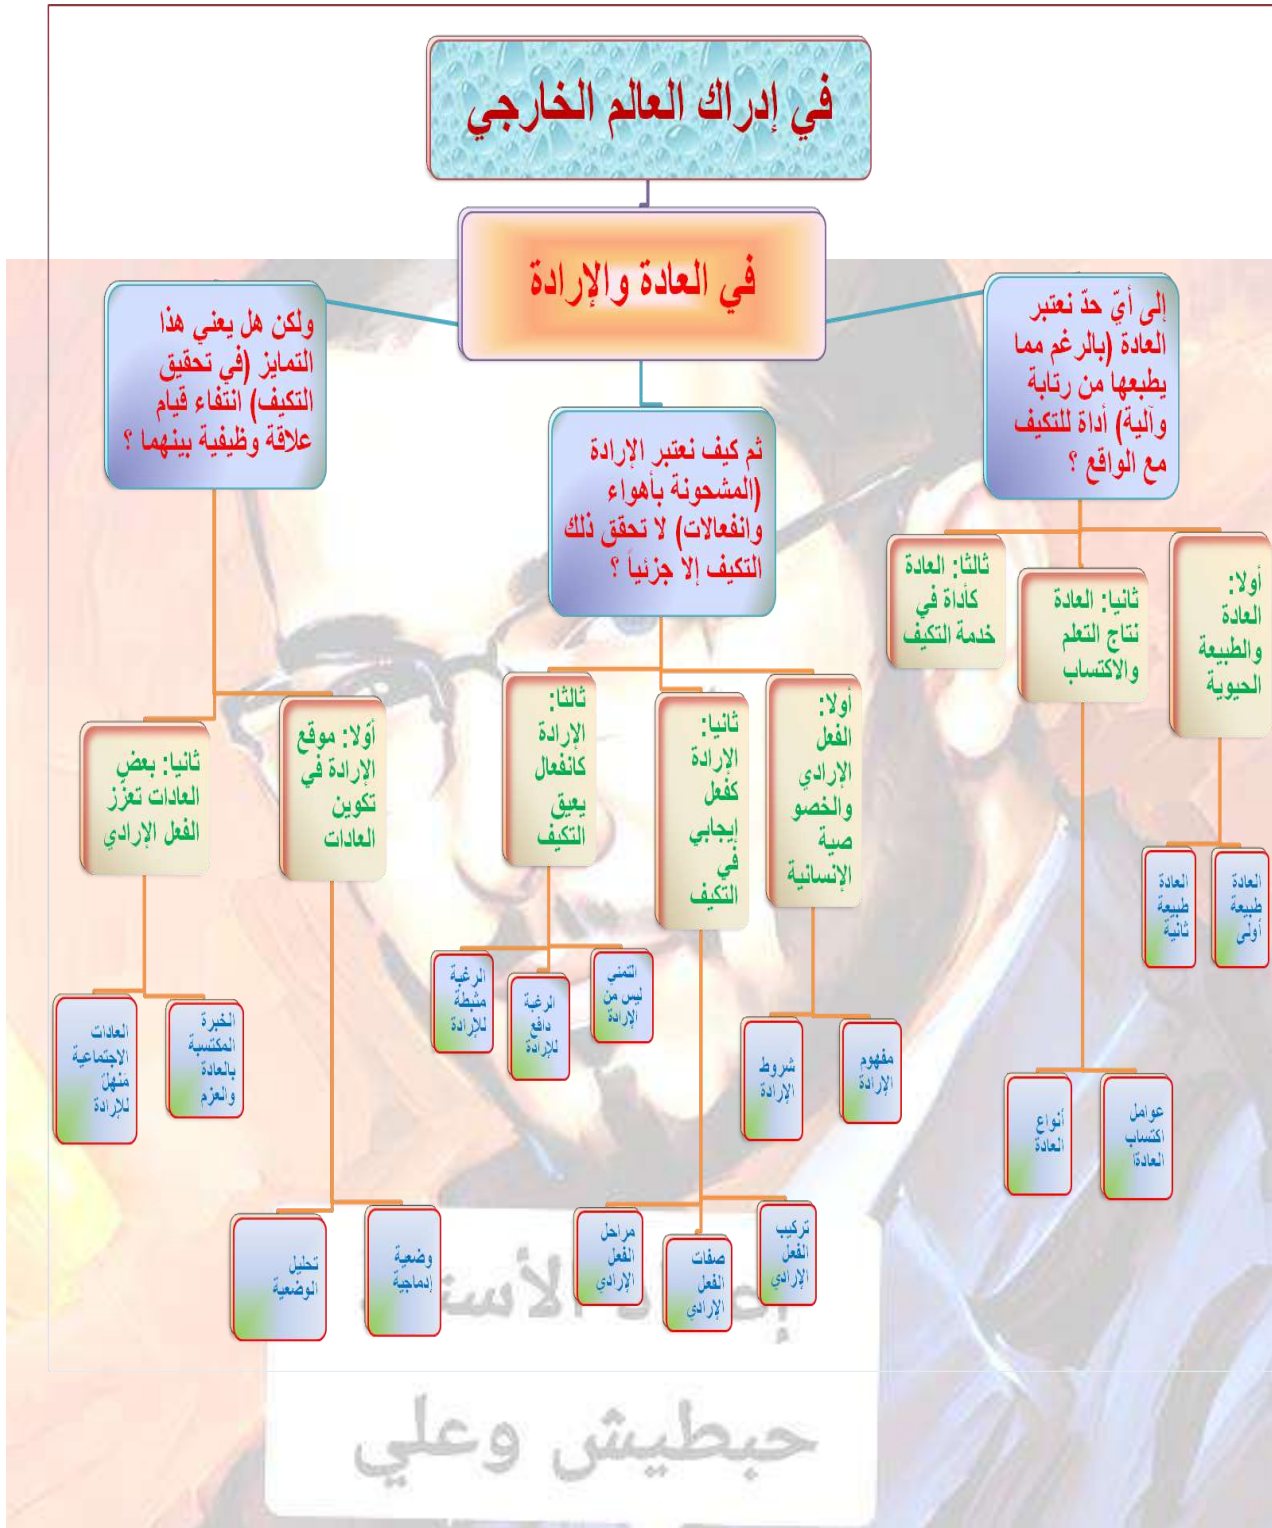 في إدراك العالم الخارجي
في العادة والإرادة
إلى أيّ حدّ نعتبر
العادة (بالرغم مما
يطبعها من رتابة
وآلية) أداة للتكيف
مع الواقع ؟
أولا:
العادة
والطبيعة
الحيوية
العادة
طبيعة
أولى
العادة
طبيعة
ثانية
ثانيا: العادة
نتاج التعلم
والاكتساب
عوامل
اكتساب
العادةا
أنواع
العادة
ثالثا: العادة
كأداة في
خدمة التكيف
ثم كيف نعتبر الإرادة
(المشحونة بأهواء
وانفعالات) لا تحقق ذلك
التكيف إلا جزئياً ؟
أولا:
الفعل
الإرادي
والخصو
صية
الإنسانية
مفهوم
الإرادة
شروط
الإرادة
ثانيا:
الإرادة
كفعل
إيجابي
في
التكيف
تركيب
الفعل
الإرادي
صفات
الفعل
الإرادي
مراحل
الفعل
الإرادي
ثالثا:
الإرادة
كانفعال
يعيق
التكيف
التمني
ليس من
الإرادة
الرغبة
دافع
للإرادة
الرغبة
مثبطة
للإرادة
ولكن هل يعني هذا
التمايز (في تحقيق
التكيف) انتفاء قيام
علاقة وظيفية بينهما ؟
أوّلا: موقع
الإرادة في
تكوين
العادات
وضعية
إدماجية
تحليل
الوضعية
ثانيا: بعض
العادات تعزّز
الفعل الإرادي
الخبرة
المكتسبة
بالعادة
والعزم
العادات
الاجتماعية
منهل
للإرادة
حبطيش وعلي